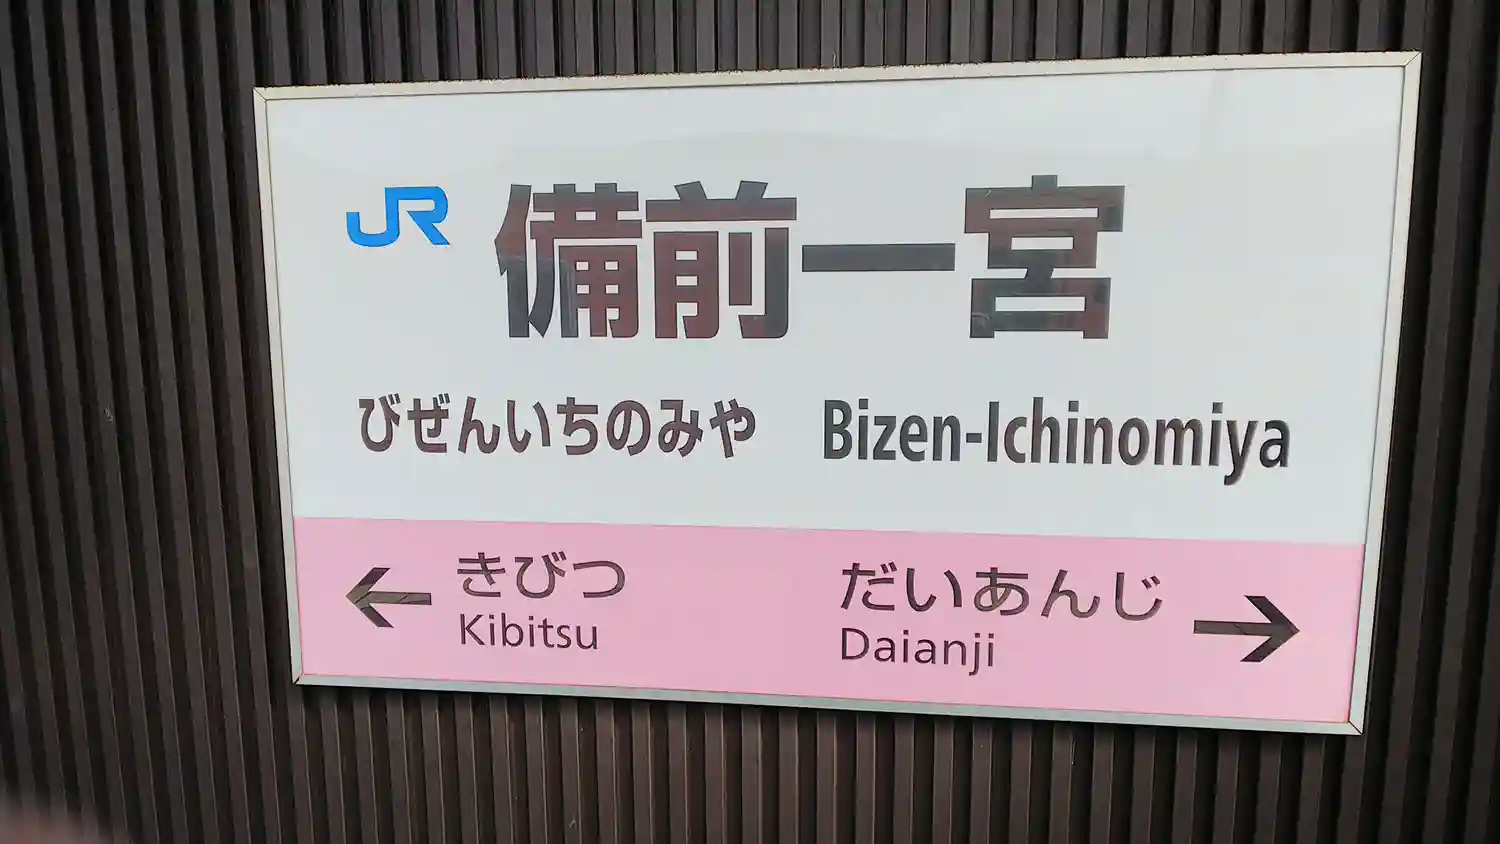 JR 備前一宮
びぜんいちのみや Bizen-Ichinomiya
← きびつ
Kibitsu
だいあんじ →
Daianji